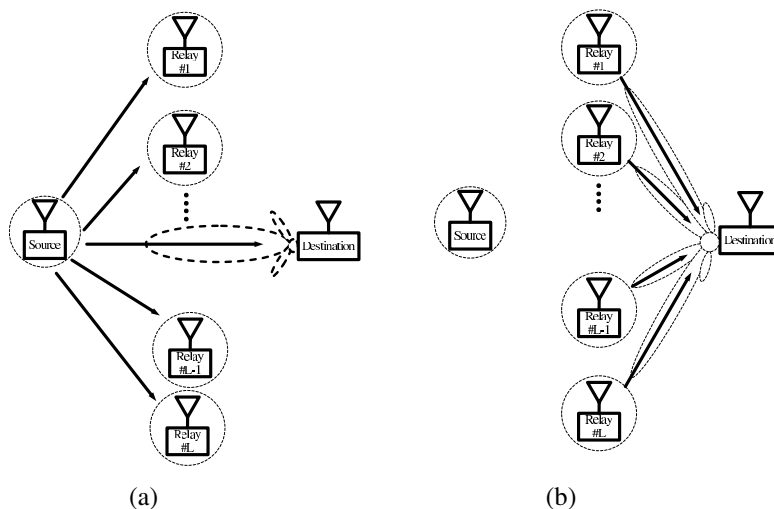 Relay
#1
Relay
#2
Source
Destination
Relay
#L-1
Relay
#L
(a)
Relay
#1
Relay
#2
Source
Destination
Relay
#L-1
Relay
#L
(b)